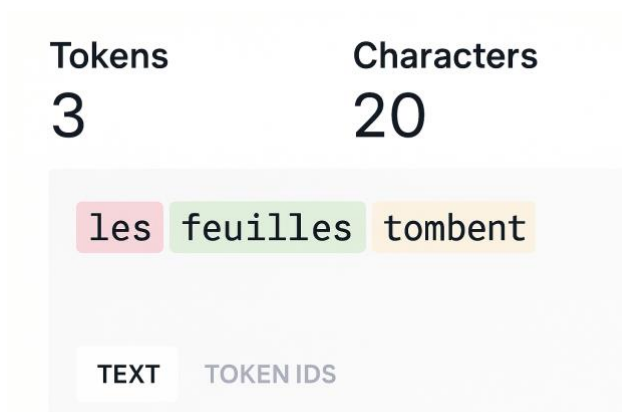 Tokens Characters
3 20
les feuilles tombent
TEXT TOKEN IDS